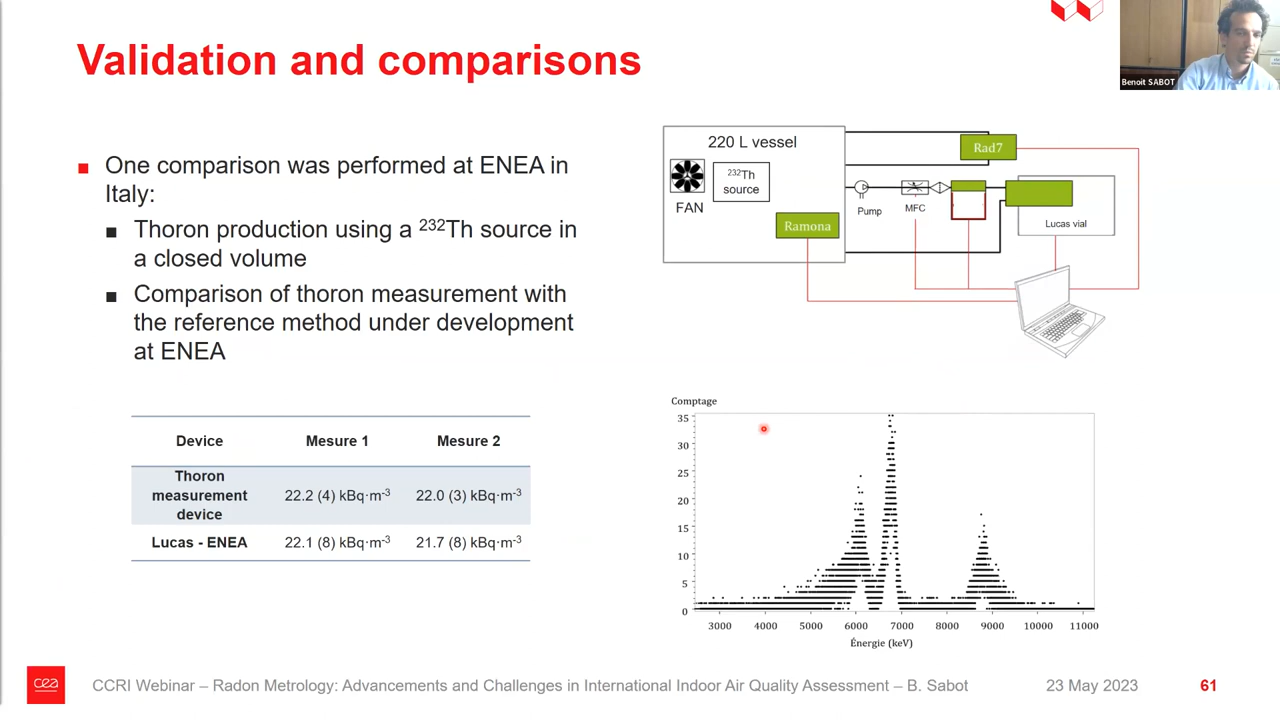 Validation and comparisons
Benoit SABOT
One comparison was performed at ENEA in
Italy:
Thoron production using a ²³²Th source in
a closed volume
Comparison of thoron measurement with
the reference method under development
at ENEA
220 L vessel
FAN
²³²Th
source
Ramona
Pump
MFC
Rad7
Lucas vial
Device Mesure 1 Mesure 2
Thoron
measurement
device
22.2 (4) kBq·m⁻³ 22.0 (3) kBq·m⁻³
Lucas - ENEA 22.1 (8) kBq·m⁻³ 21.7 (8) kBq·m⁻³
Comptage
35
30
25
20
15
10
5
0
3000 4000 5000 6000 7000 8000 9000 10000 11000
Énergie (keV)
cea
CCRI Webinar – Radon Metrology: Advancements and Challenges in International Indoor Air Quality Assessment – B. Sabot
23 May 2023
61